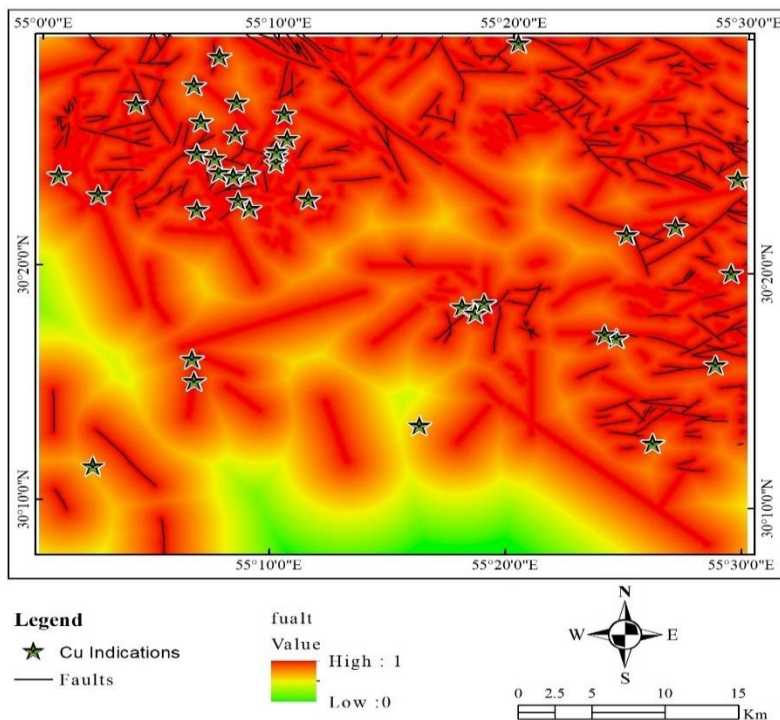 55°0'0"E 55°10'0"E 55°20'0"E 55°30'0"E
30°20'0"N
30°20'0"N
30°10'0"N
30°10'0"N
55°10'0"E 55°20'0"E 55°30'0"E
Legend
Cu Indications
Faults
fualt
Value
High : 1
Low :0
N
W E
S
0 2.5 5 10 15
Km